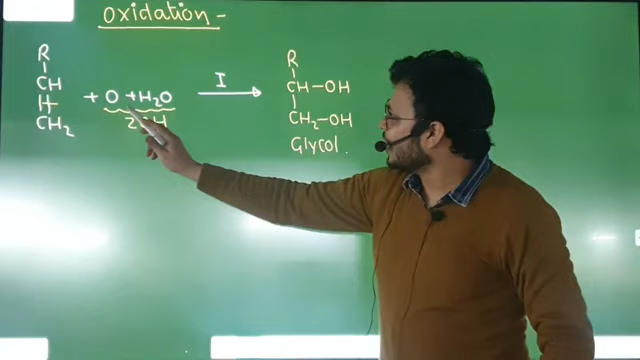 Oxidation -
R
CH
CH₂
+ O + H₂O
I
R
CH-OH
CH₂-OH
Glycol.